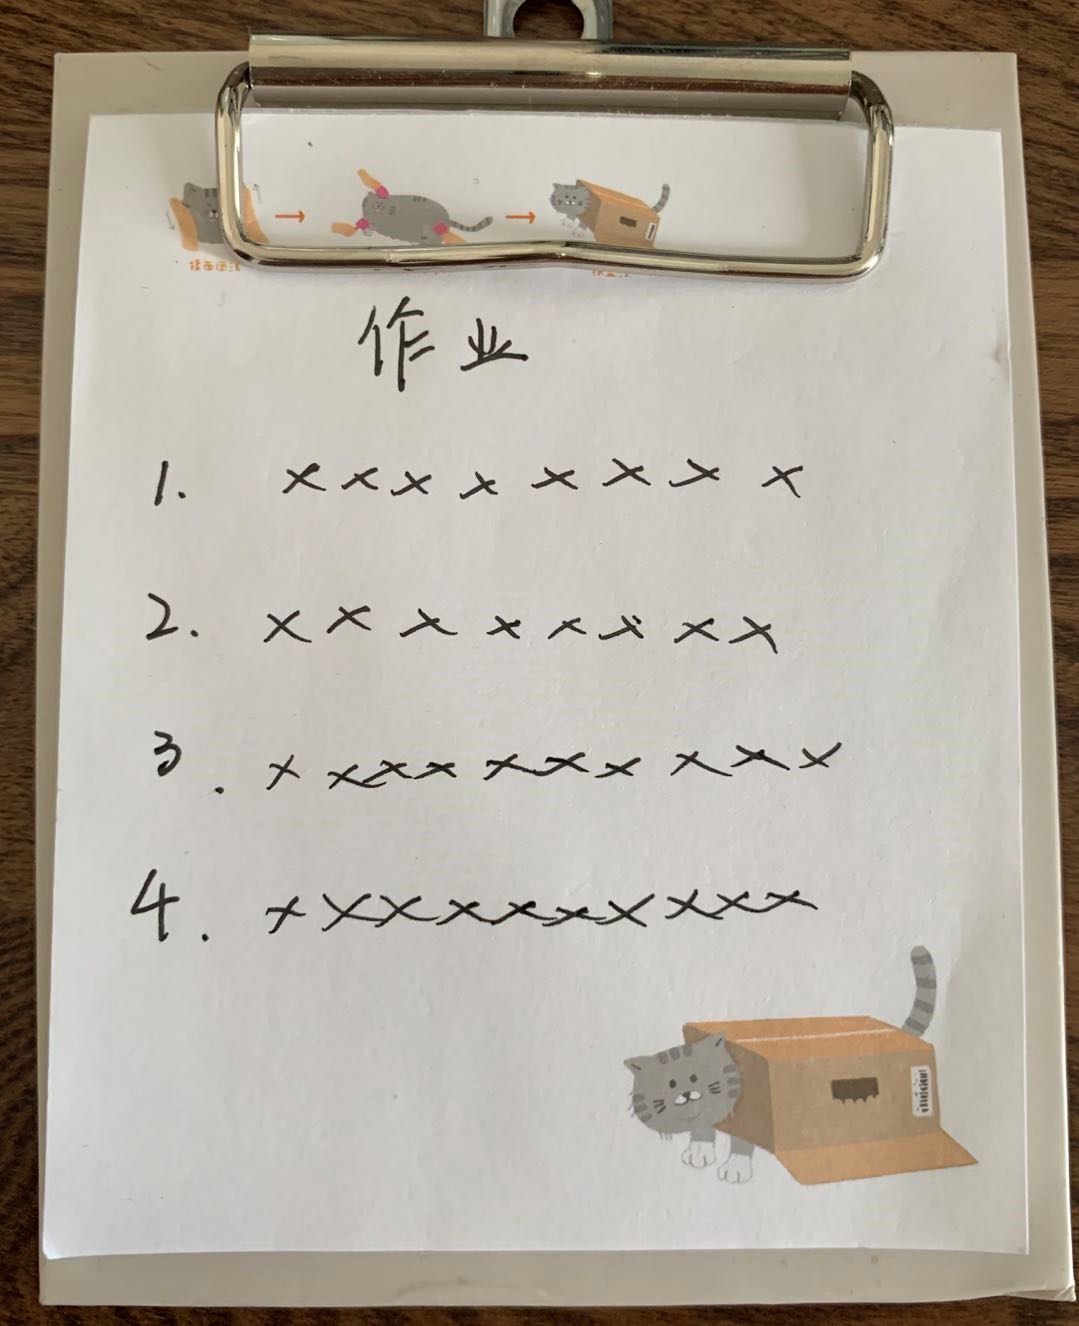 作业
1. × × × × × × × ×
2. × × × × × × × ×
3. × × × × × × × × × ×
4. × × × × × × × × × ×